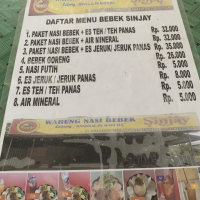 DAFTAR MENU BEBEK SINJAY
1. PAKET NASI BEBEK + ES TEH / TEH PANAS Rp. 32.000
2. PAKET NASI BEBEK + AIR MINERAL Rp. 32.000
3. PAKET NASI BEBEK + ES JERUK/ JERUK PANAS Rp. 35.000
4. BEBEK GORENG Rp. 26.000
5. NASI PUTIH Rp. 5.000
6. ES JERUK / JERUK PANAS Rp. 8.000
7. ES TEH / TEH PANAS Rp. 5.000
8. AIR MINERAL Rp. 5.000
WARUNG NASI BEBEK
Sinjay